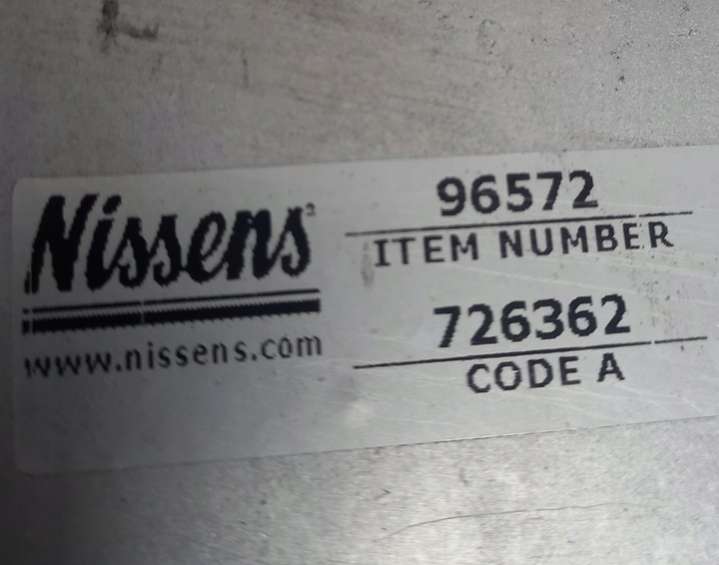 Nissens
www.nissens.com
96572
ITEM NUMBER
726362
CODE A